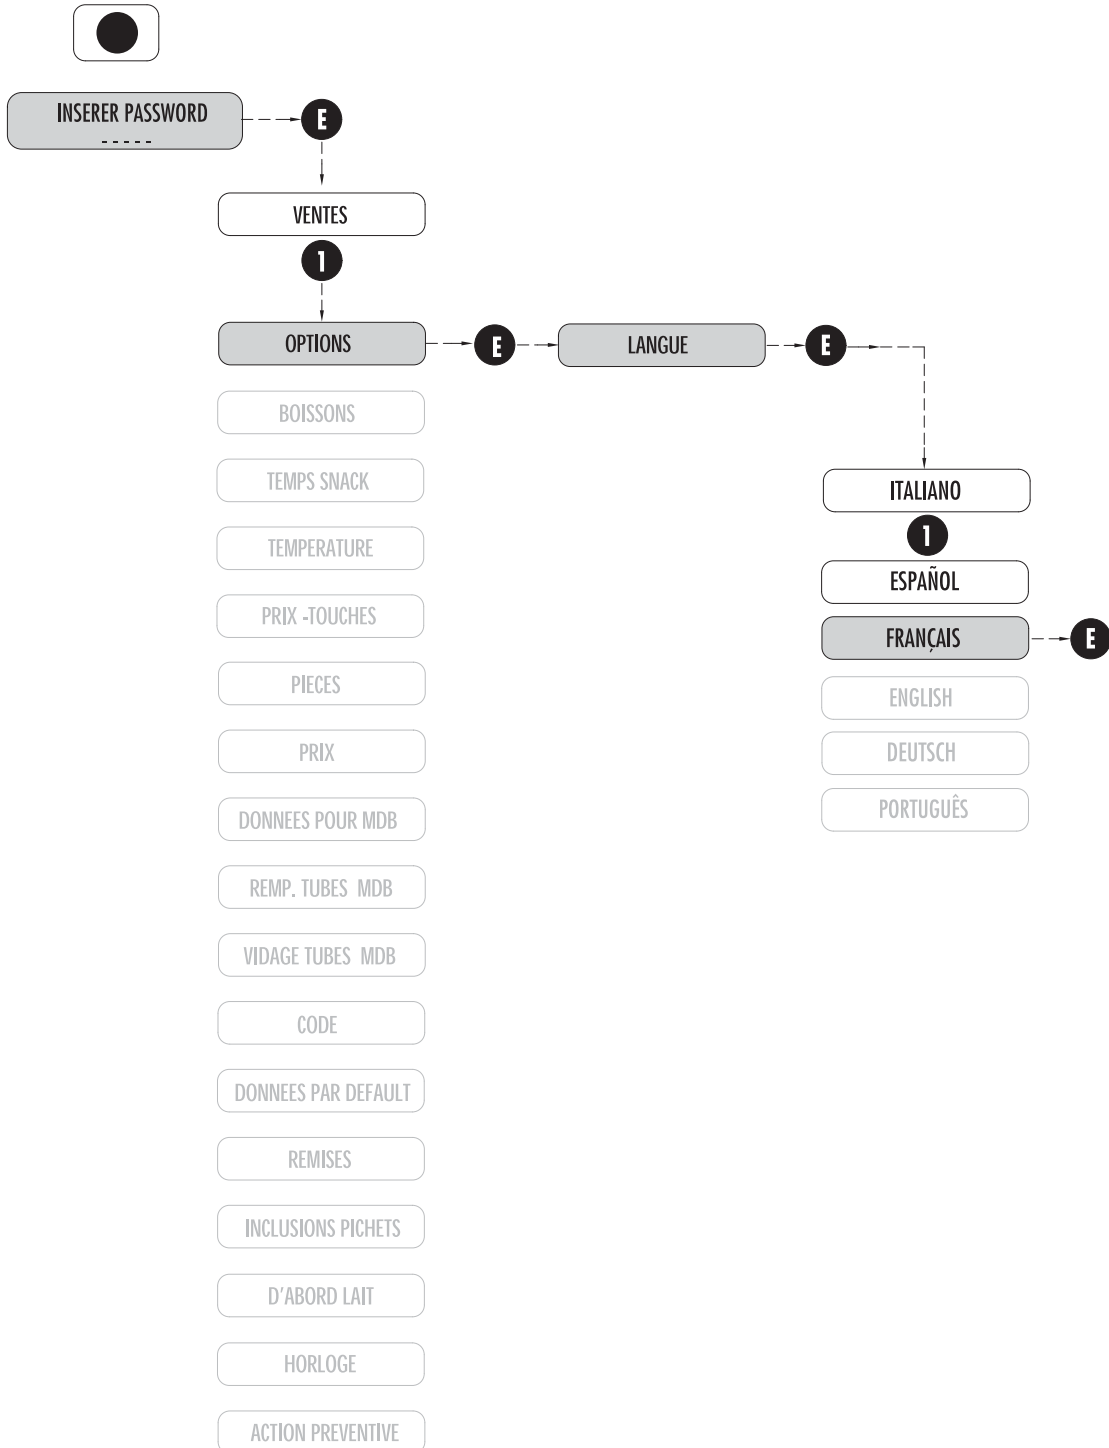 INSERER PASSWORD
- - - - -
E
VENTES
1
OPTIONS
E
LANGUE
E
BOISSONS
TEMPS SNACK
TEMPERATURE
PRIX -TOUCHES
PIECES
PRIX
DONNEES POUR MDB
REMP. TUBES MDB
VIDAGE TUBES MDB
CODE
DONNEES PAR DEFAULT
REMISES
INCLUSIONS PICHETS
D'ABORD LAIT
HORLOGE
ACTION PREVENTIVE
ITALIANO
1
ESPAÑOL
FRANÇAIS
E
ENGLISH
DEUTSCH
PORTUGUÊS